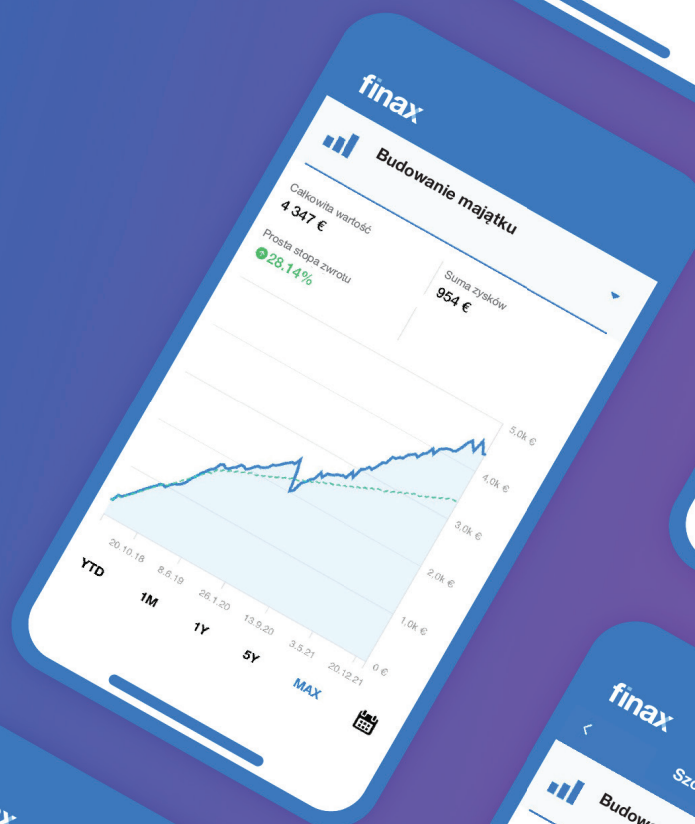 finax
Budowanie majątku
Całkowita wartość
4 347 €
Prosta stopa zwrotu
28.14%
Suma zysków
954 €
5.0k €
4.0k €
3.0k €
2.0k €
1.0k €
0 €
20.10.18
8.6.19
26.1.20
13.9.20
3.5.21
20.12.21
YTD
1M
1Y
5Y
MAX
finax